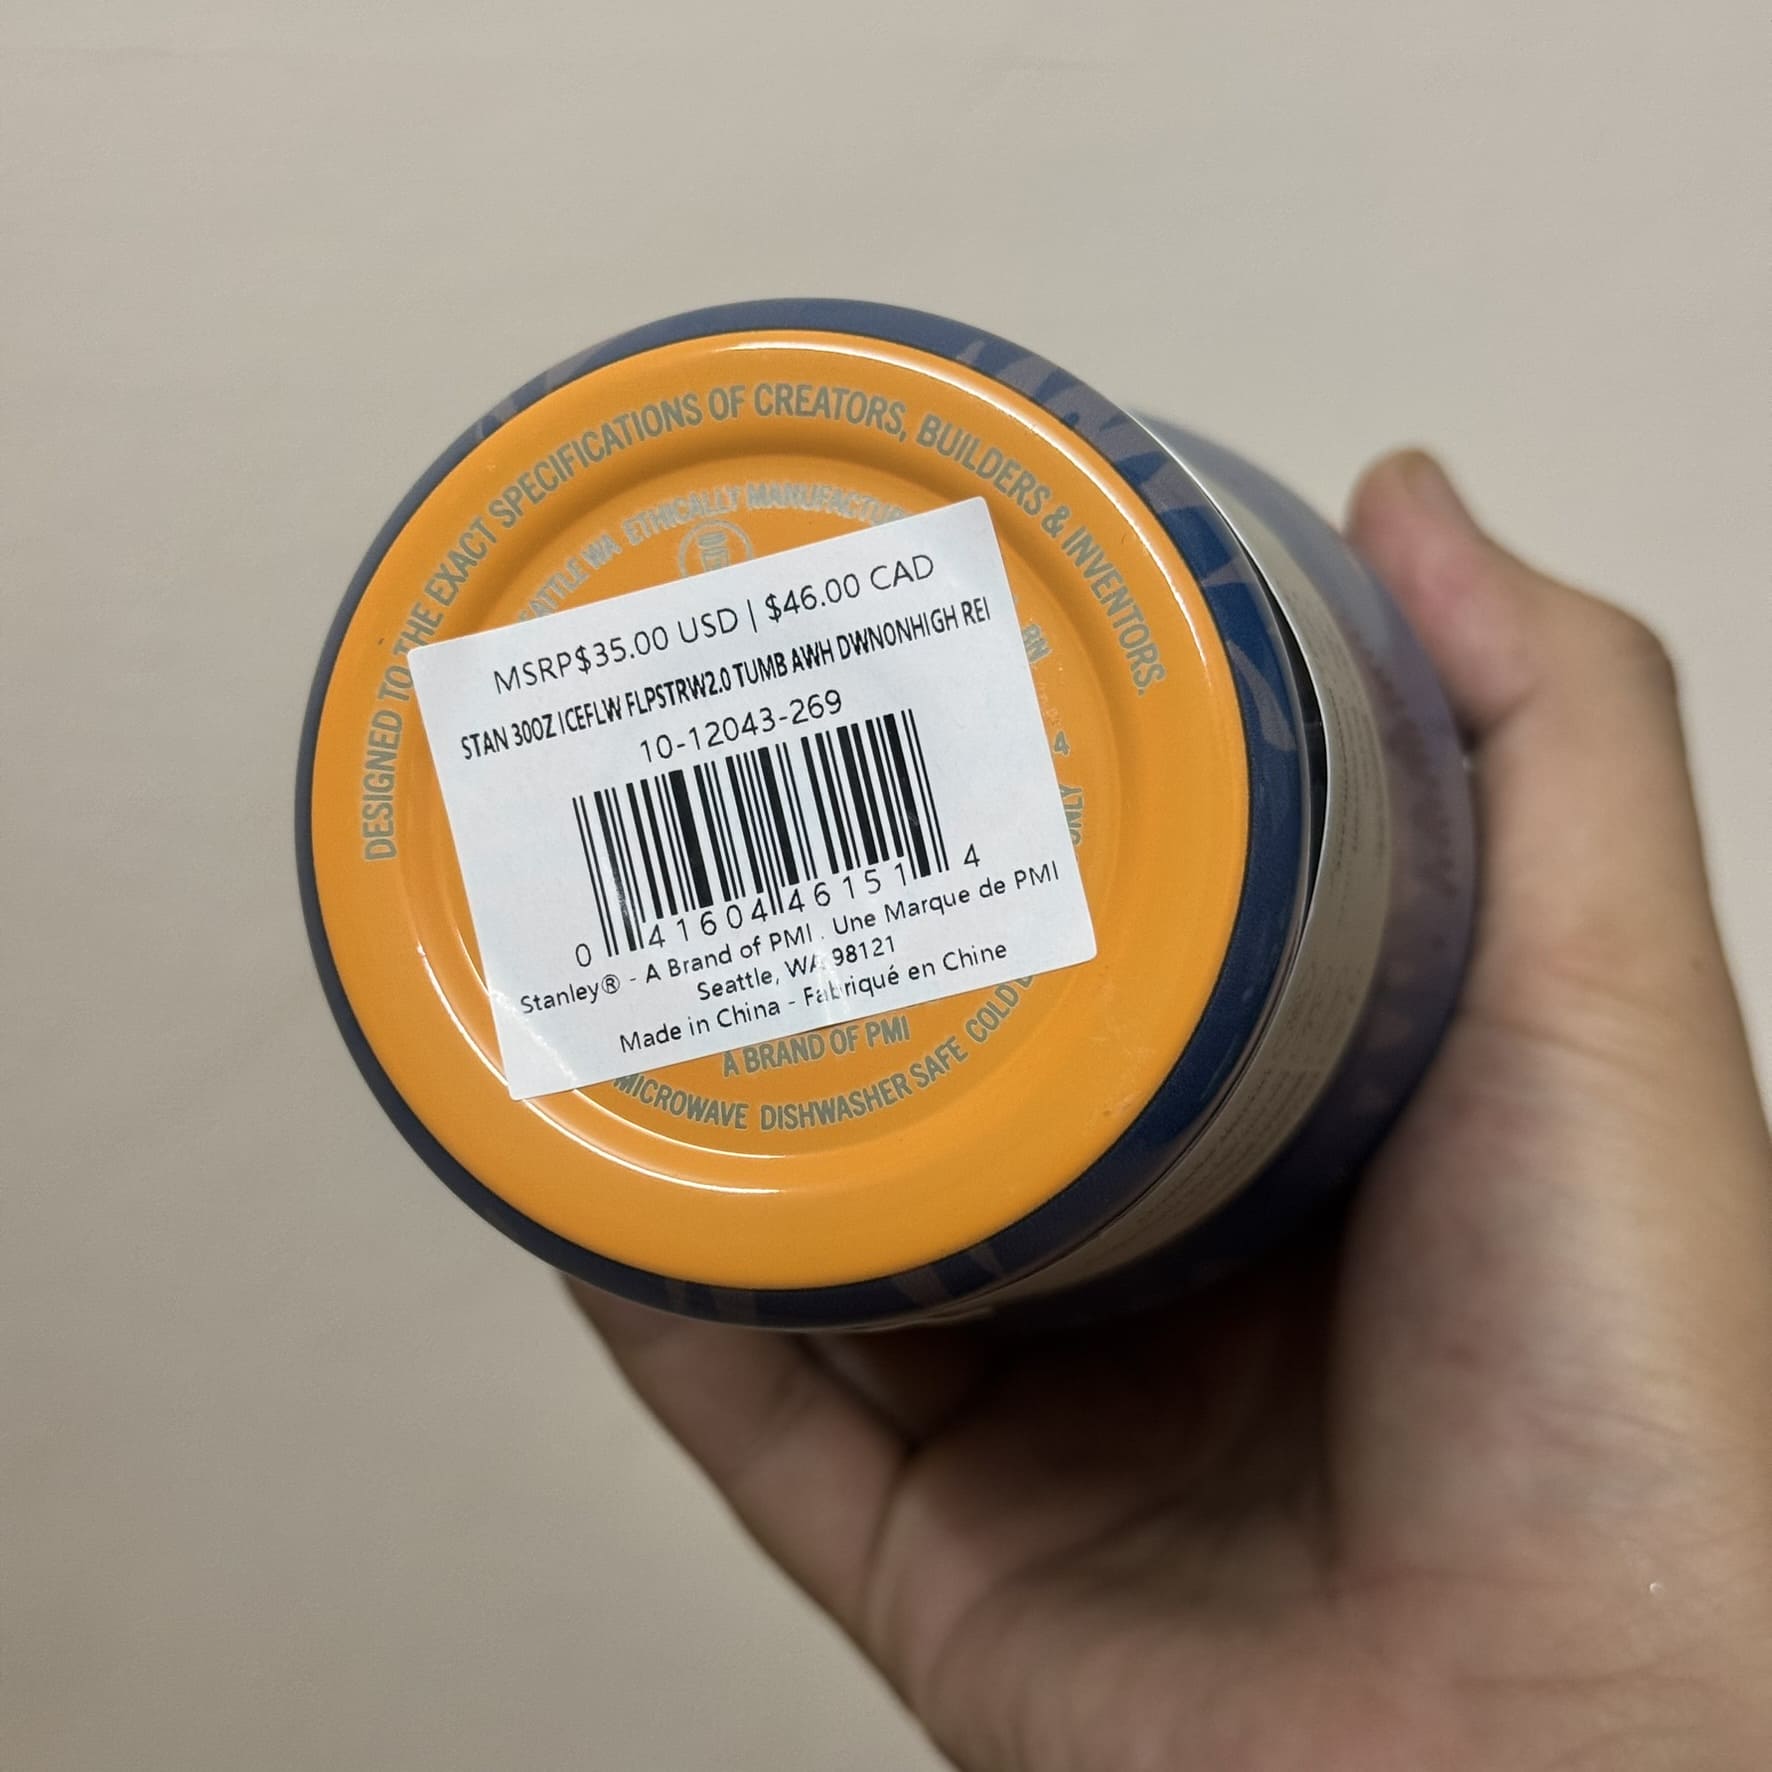 DESIGNED TO THE EXACT SPECIFICATIONS OF CREATORS, BUILDERS & INVENTORS.
WA ETHICALLY
MSRP$35.00 USD | $46.00 CAD
STAN 30OZ ICEFLW FLPSTRW2.0 TUMB AWH DWNONHIGH REI
10-12043-269
0 41604 46151 4
Stanley® - A Brand of PMI . Une Marque de PMI
Seattle, WA 98121
Made in China - Fabriqué en Chine
A BRAND OF PMI
MICROWAVE DISHWASHER SAFE COLD